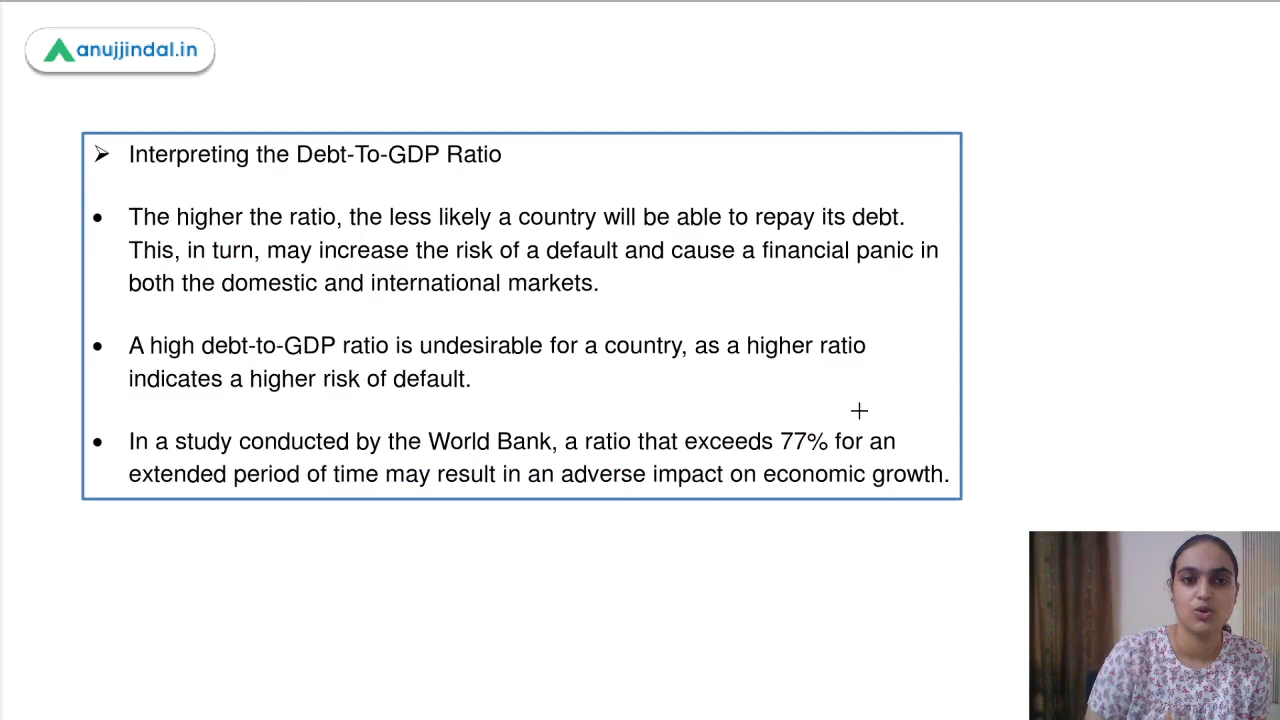 anujjindal.in
➢ Interpreting the Debt-To-GDP Ratio
• The higher the ratio, the less likely a country will be able to repay its debt.
This, in turn, may increase the risk of a default and cause a financial panic in
both the domestic and international markets.
• A high debt-to-GDP ratio is undesirable for a country, as a higher ratio
indicates a higher risk of default.
• In a study conducted by the World Bank, a ratio that exceeds 77% for an
extended period of time may result in an adverse impact on economic growth.